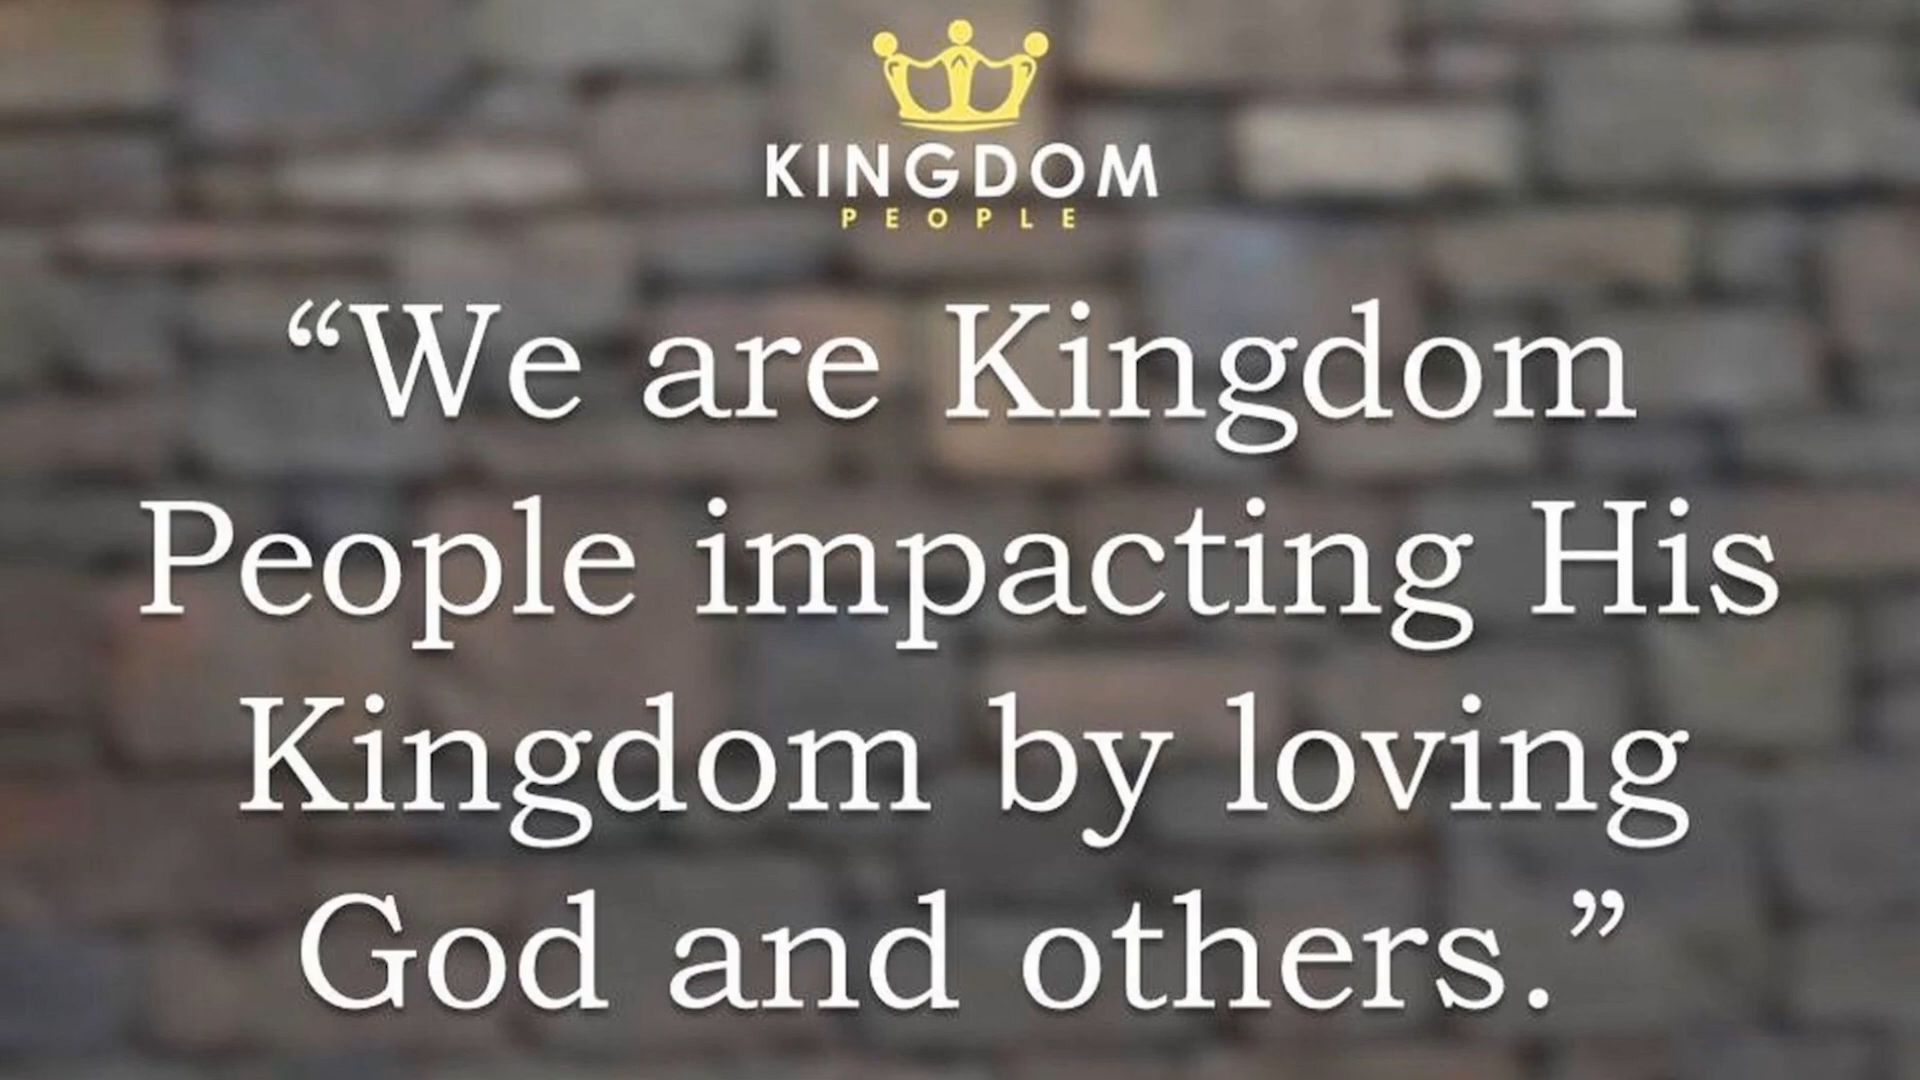 KINGDOM
PEOPLE
“We are Kingdom
People impacting His
Kingdom by loving
God and others.”